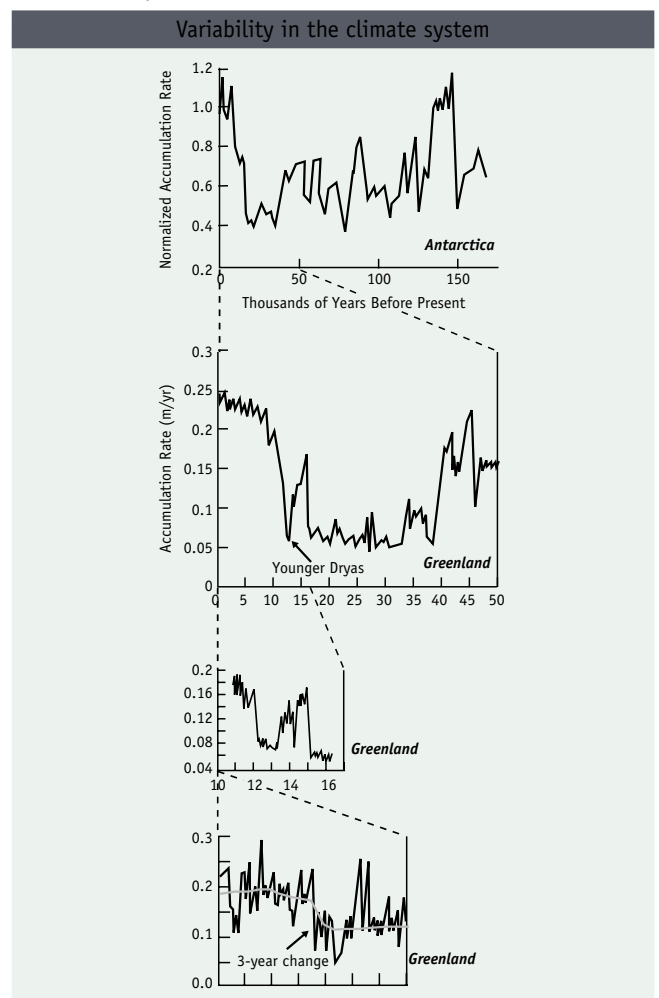 Variability in the climate system
Normalized Accumulation Rate
1.2
1.0
0.8
0.6
0.4
0.2
Antarctica
0 50 100 150
Thousands of Years Before Present
Accumulation Rate (m/yr)
0.3
0.25
0.2
0.15
0.1
0.05
0
Younger Dryas
Greenland
0 5 10 15 20 25 30 35 40 45 50
0.2
0.16
0.12
0.08
0.04
Greenland
10 12 14 16
0.3
0.2
0.1
0.0
3-year change
Greenland